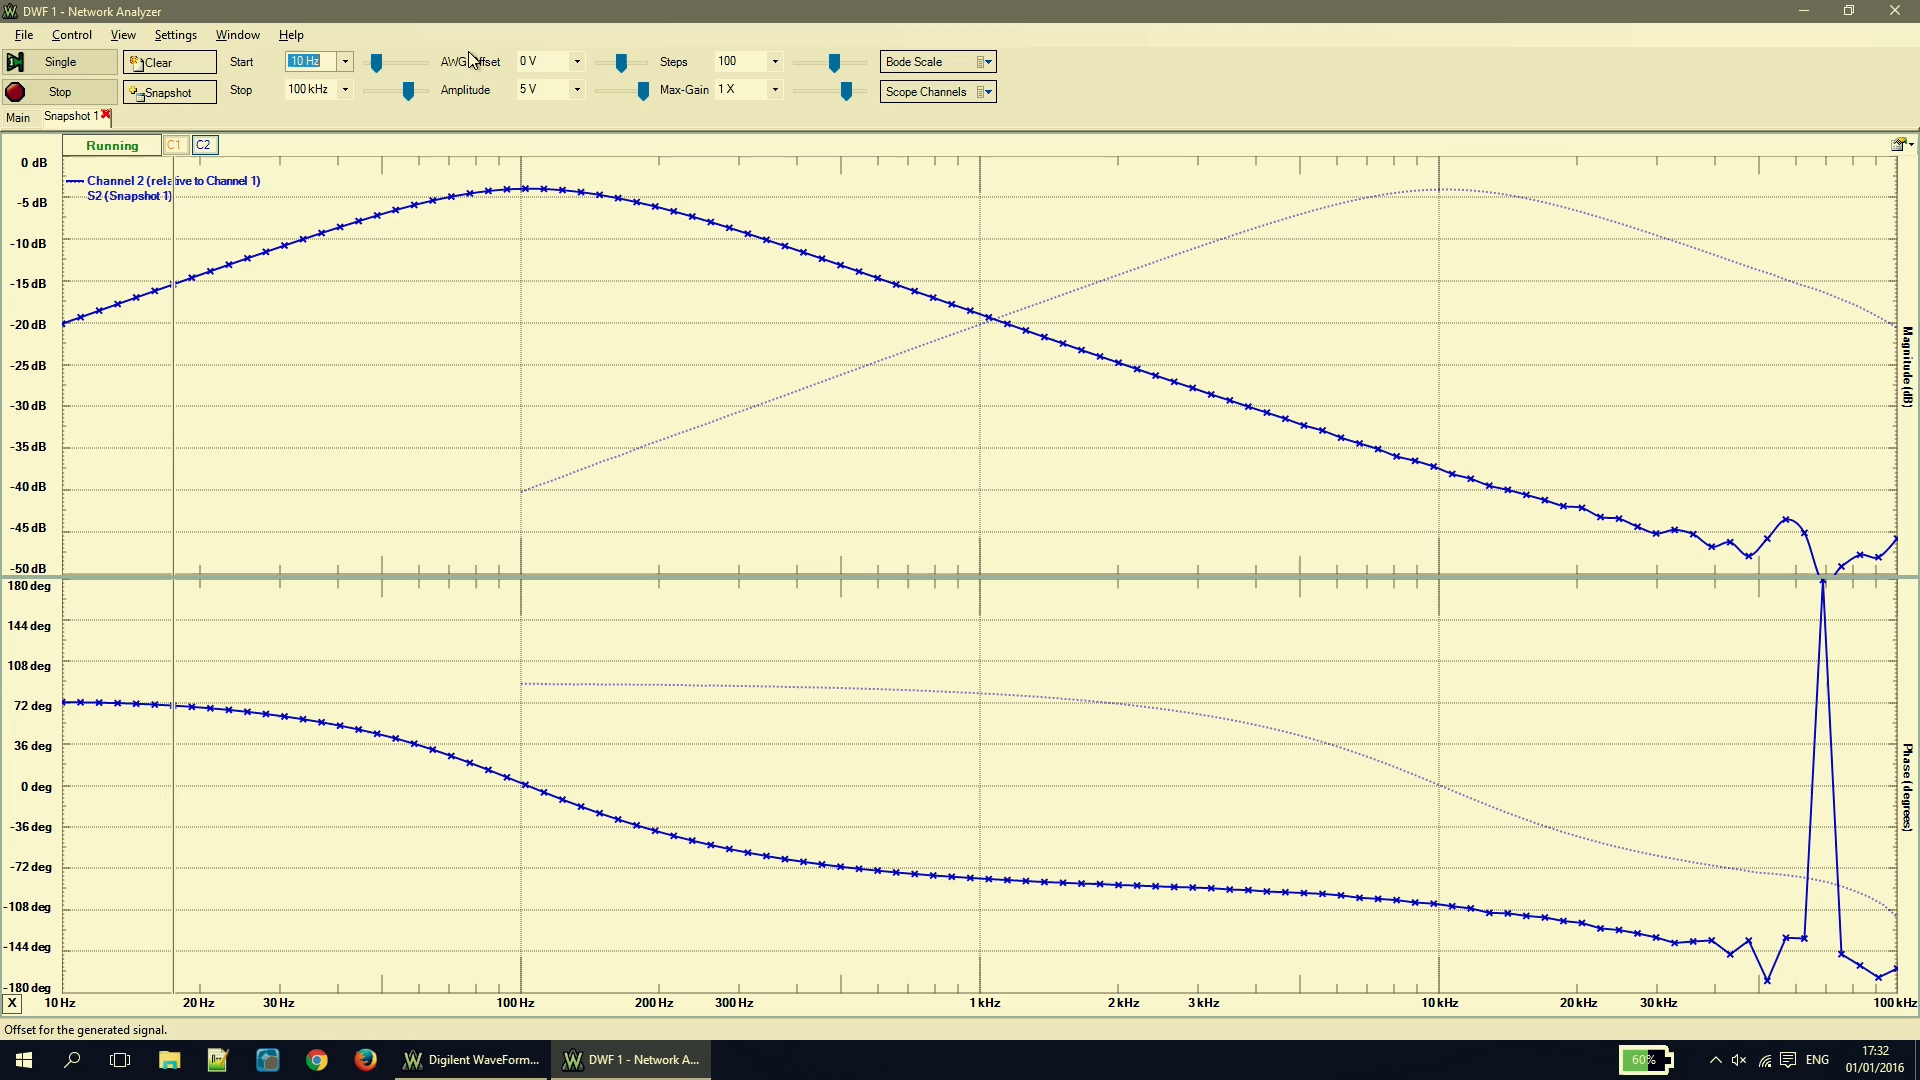 DWF 1 - Network Analyzer
File Control View Settings Window Help
Single Clear Start 10 Hz AWG Offset 0 V Steps 100 Bode Scale
Stop Snapshot Stop 100 kHz Amplitude 5 V Max-Gain 1 X Scope Channels
Main Snapshot 1
Running C1 C2
0 dB
Channel 2 (relative to Channel 1)
S2 (Snapshot 1)
-5 dB
-10 dB
-15 dB
-20 dB
-25 dB
-30 dB
-35 dB
-40 dB
-45 dB
-50 dB
Magnitude (dB)
180 deg
144 deg
108 deg
72 deg
36 deg
0 deg
-36 deg
-72 deg
-108 deg
-144 deg
-180 deg
Phase (degrees)
X 10 Hz 20 Hz 30 Hz 100 Hz 200 Hz 300 Hz 1 kHz 2 kHz 3 kHz 10 kHz 20 kHz 30 kHz 100 kHz
Offset for the generated signal.
Digilent WaveForm... DWF 1 - Network A... 60% ENG 17:32
01/01/2016